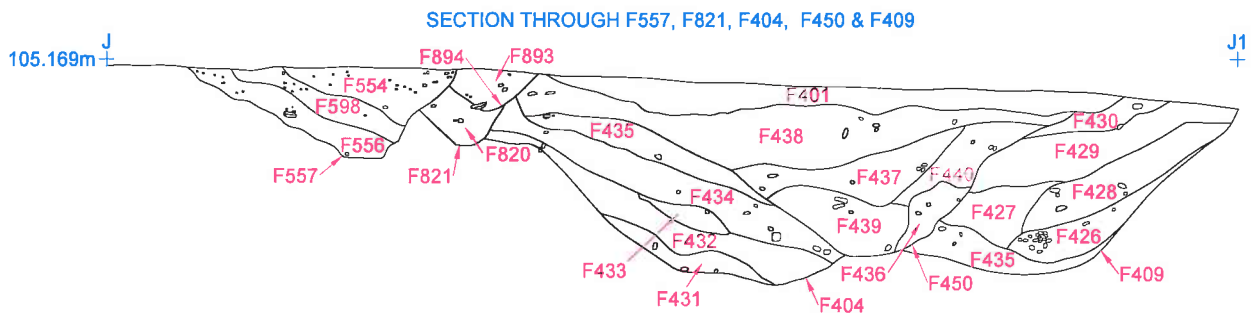 SECTION THROUGH F557, F821, F404, F450 & F409
J
J1
105.169m
F894
F893
F554
F401
F598
F435
F438
F430
F429
F556
F820
F557
F821
F437
F440
F428
F434
F439
F427
F432
F426
F433
F436
F435
F431
F450
F409
F404